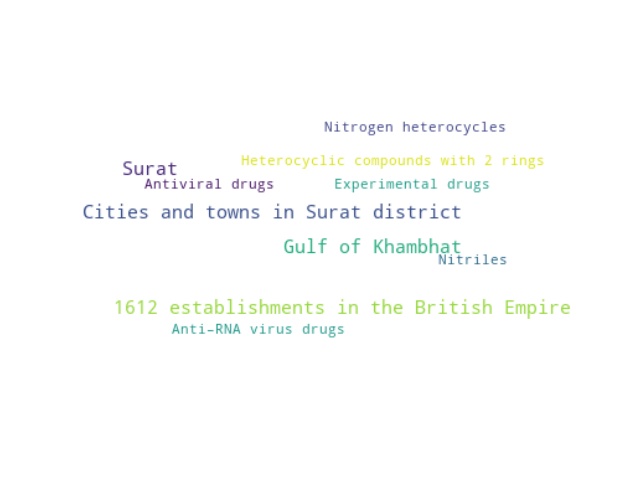 Nitrogen heterocycles
Heterocyclic compounds with 2 rings
Surat
Antiviral drugs
Experimental drugs
Cities and towns in Surat district
Gulf of Khambhat
Nitriles
1612 establishments in the British Empire
Anti-RNA virus drugs